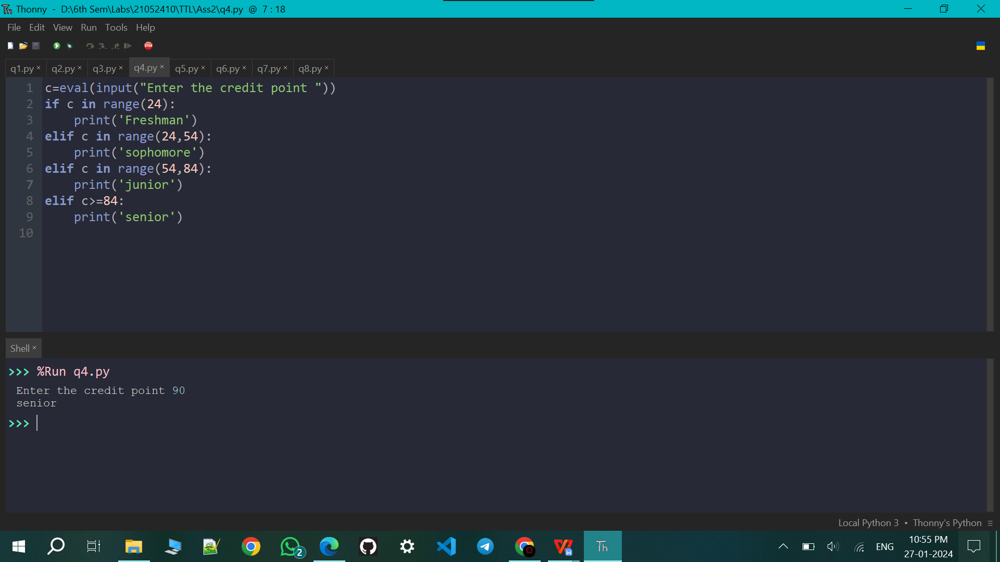 Thonny - D:\6th Sem\Labs\21052410\TTL\Ass2\q4.py @ 7 : 18
File Edit View Run Tools Help
STOP
q1.py × q2.py × q3.py × q4.py × q5.py × q6.py × q7.py × q8.py ×
1 c=eval(input("Enter the credit point "))
2 if c in range(24):
3     print('Freshman')
4 elif c in range(24,54):
5     print('sophomore')
6 elif c in range(54,84):
7     print('junior')
8 elif c>=84:
9     print('senior')
10
Shell ×
>>> %Run q4.py
Enter the credit point 90
senior
>>>
Local Python 3 • Thonny's Python ≡
2
Th
ENG
10:55 PM
27-01-2024